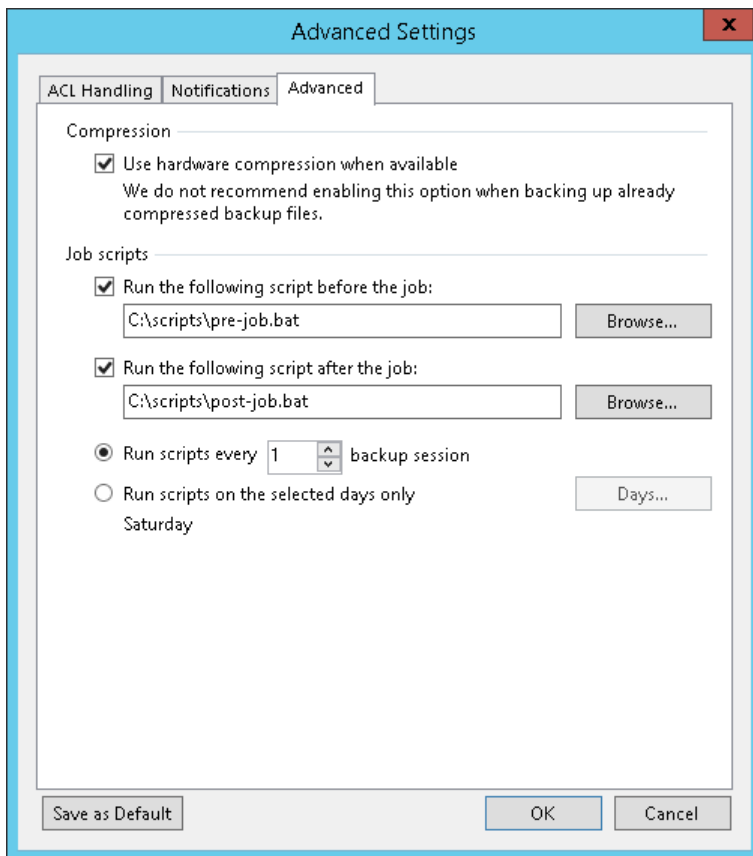 Advanced Settings
x
ACL Handling Notifications Advanced
Compression
Use hardware compression when available
We do not recommend enabling this option when backing up already
compressed backup files.
Job scripts
Run the following script before the job:
C:\scripts\pre-job.bat Browse...
Run the following script after the job:
C:\scripts\post-job.bat Browse...
Run scripts every 1 backup session
Run scripts on the selected days only Days...
Saturday
Save as Default OK Cancel